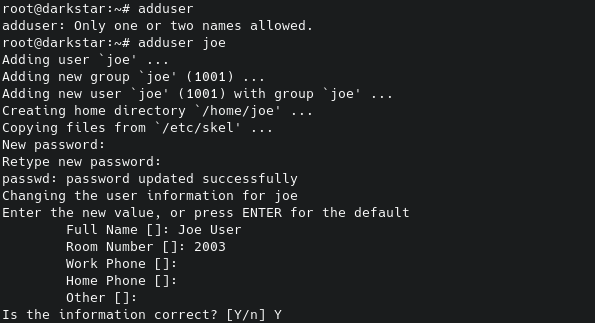 root@darkstar:~# adduser
adduser: Only one or two names allowed.
root@darkstar:~# adduser joe
Adding user `joe' ...
Adding new group `joe' (1001) ...
Adding new user `joe' (1001) with group `joe' ...
Creating home directory `/home/joe' ...
Copying files from `/etc/skel' ...
New password:
Retype new password:
passwd: password updated successfully
Changing the user information for joe
Enter the new value, or press ENTER for the default
        Full Name []: Joe User
        Room Number []: 2003
        Work Phone []:
        Home Phone []:
        Other []:
Is the information correct? [Y/n] Y